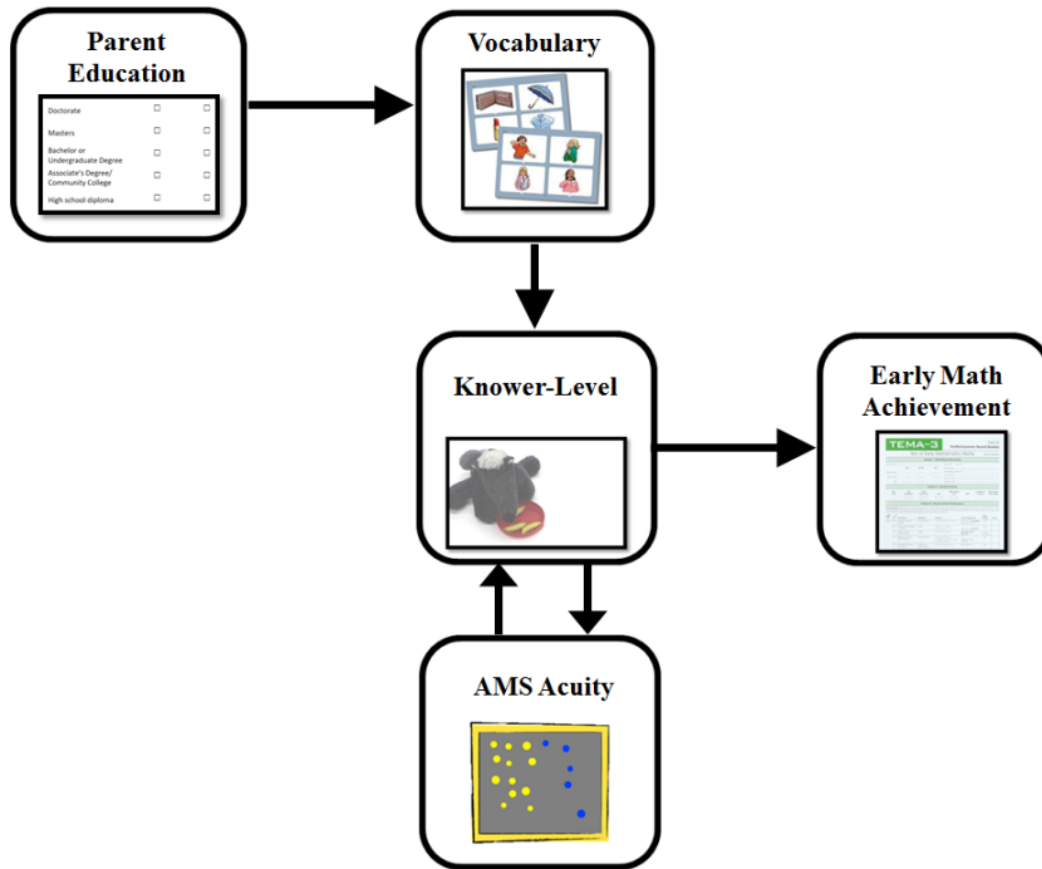 Parent
Education
Doctorate
Masters
Bachelor or
Undergraduate Degree
Associate's Degree/
Community College
High school diploma
Vocabulary
Knower-Level
Early Math
Achievement
TEMA-3
AMS Acuity